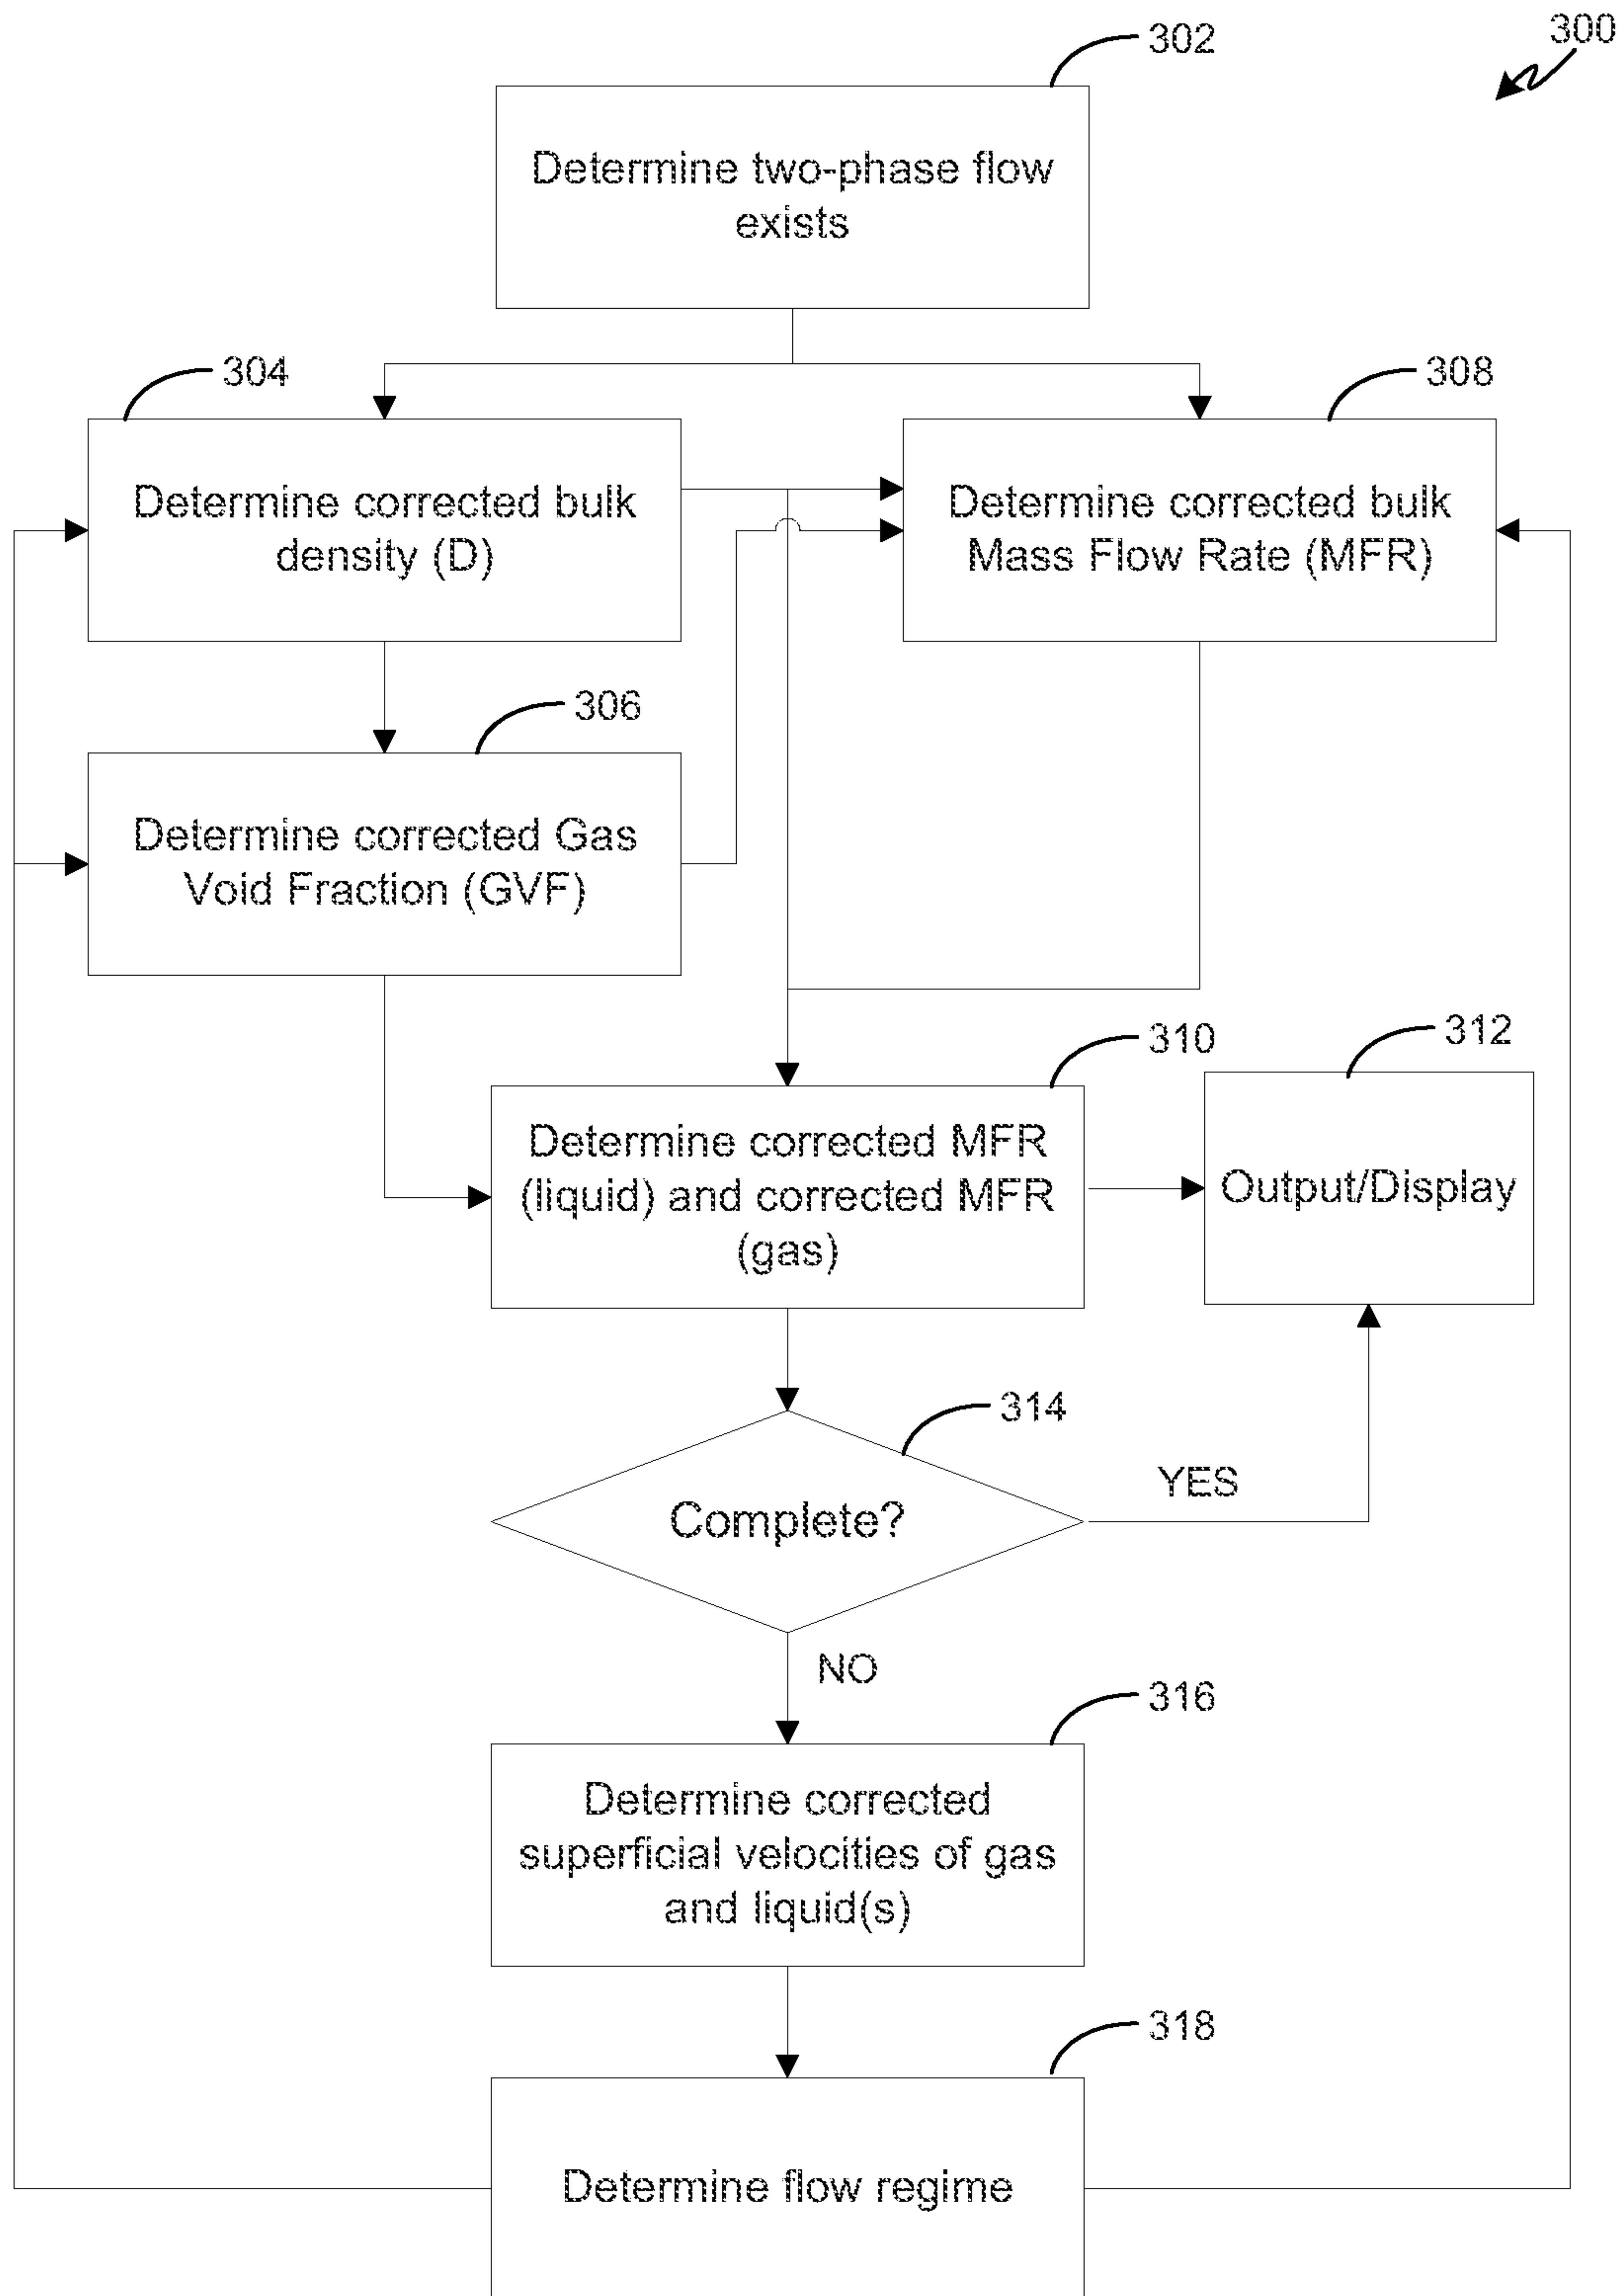 302
300
Determine two-phase flow
exists
304
308
Determine corrected bulk
density (D)
Determine corrected bulk
Mass Flow Rate (MFR)
306
Determine corrected Gas
Void Fraction (GVF)
310
312
Determine corrected MFR
(liquid) and corrected MFR
(gas)
Output/Display
314
Complete?
YES
NO
316
Determine corrected
superficial velocities of gas
and liquid(s)
318
Determine flow regime